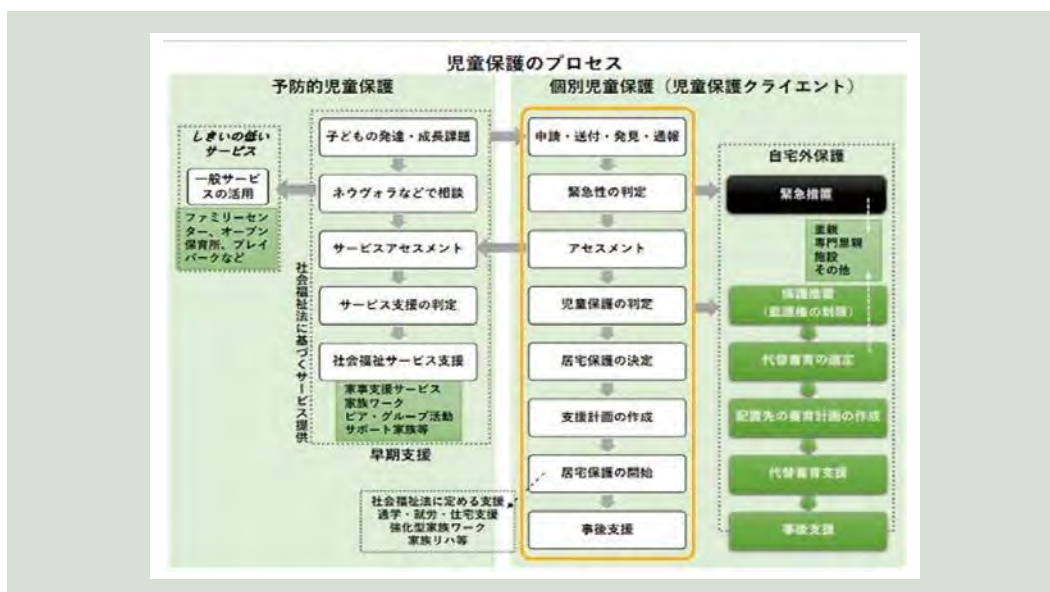 児童保護のプロセス
予防的児童保護
しきいの低い
サービス
一般サービ
スの活用
ファミリーセン
ター、オープン
保育所、プレイ
パークなど
子どもの発達・成長課題
ネウヴォラなどで相談
サービスアセスメント
サービス支援の判定
社会福祉サービス支援
家事支援サービス
家族ワーク
ピア・グループ活動
サポート家族等
社会福祉法に基づくサービス提供
早期支援
社会福祉法に定める支援
通学・就労・住宅支援
強化型家族ワーク
家族リハ等
個別児童保護（児童保護クライエント）
申請・送付・発見・通報
緊急性の判定
アセスメント
児童保護の判定
居宅保護の決定
支援計画の作成
居宅保護の開始
事後支援
自宅外保護
緊急措置
里親
専門里親
施設
その他
保護措置
（監護権の制限）
代替養育の選定
配置先の養育計画の作成
代替養育支援
事後支援